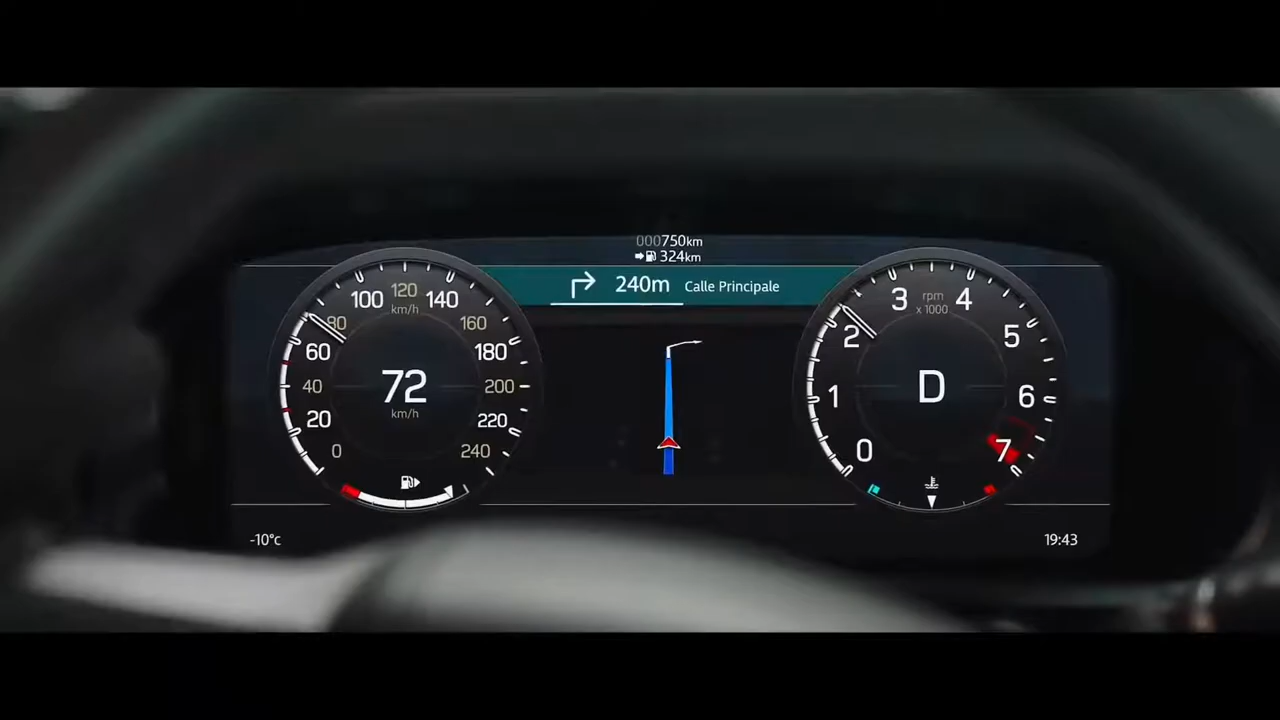 000750km
324km
240m Calle Principale
0 20 40 60 80 100 120 140 160 180 200 220 240
km/h
72
km/h
0 1 2 3 4 5 6 7
rpm
x 1000
D
-10°c
19:43